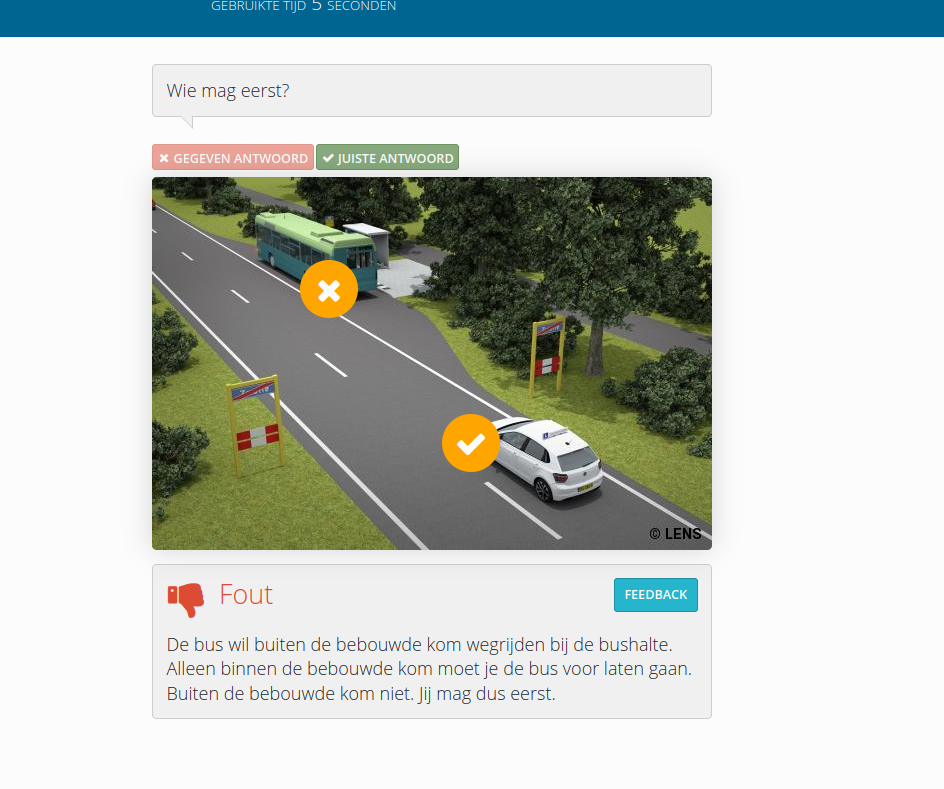 GEBRUIKTE TIJD 5 SECONDEN
Wie mag eerst?
GEGEVEN ANTWOORD
JUISTE ANTWOORD
© LENS
Fout
FEEDBACK
De bus wil buiten de bebouwde kom wegrijden bij de bushalte.
Alleen binnen de bebouwde kom moet je de bus voor laten gaan.
Buiten de bebouwde kom niet. Jij mag dus eerst.